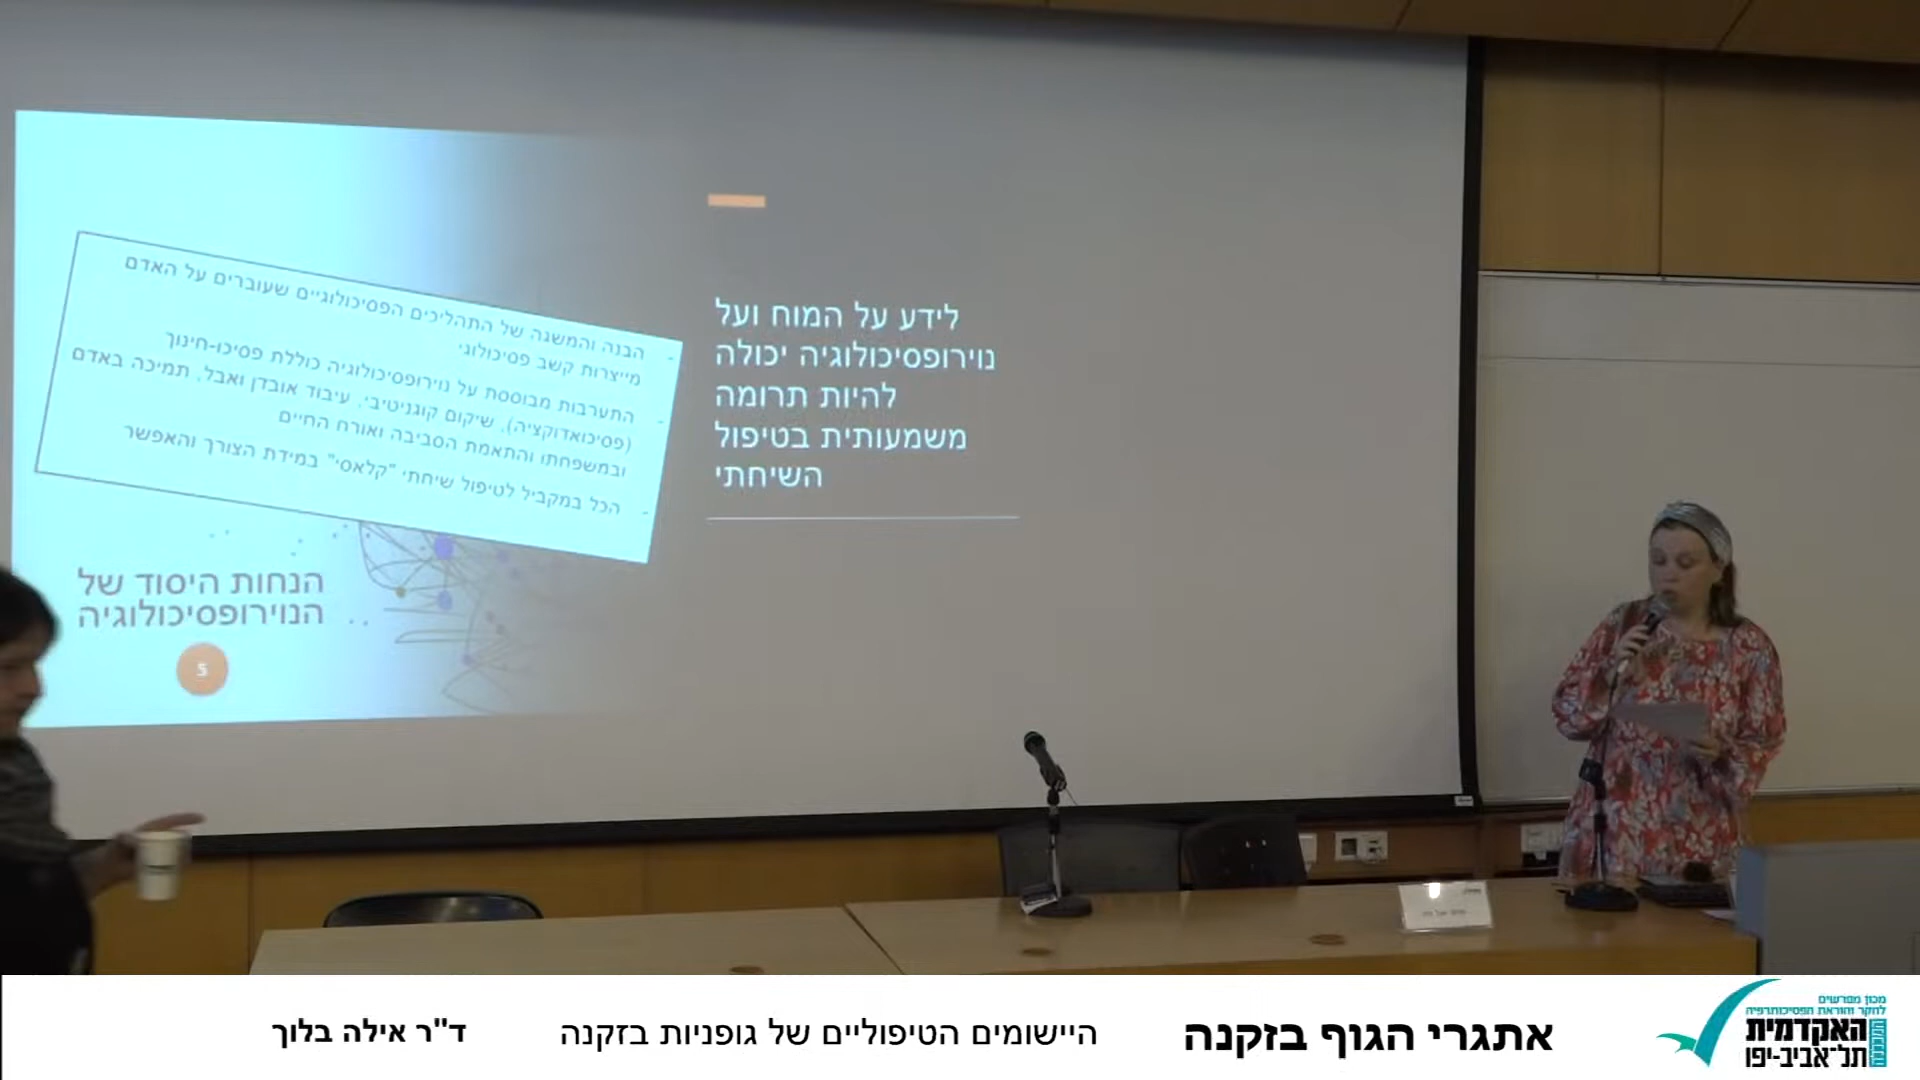 לידע על המוח ועל
נוירופסיכולוגיה יכולה
להיות תרומה
משמעותית בטיפול
השיחתי
- הבנה והמשגה של התהליכים הפסיכולוגיים שעוברים על האדם
מייצרות קשב פסיכולוגי
- התערבות מבוססת על נוירופסיכולוגיה כוללת פסיכו-חינוך
(פסיכואדוקציה), שיקום קוגניטיבי, עיבוד אובדן ואבל, תמיכה באדם
ובמשפחתו והתאמת הסביבה ואורח החיים
- הכל במקביל לטיפול שיחתי "קלאסי" במידת הצורך והאפשר
הנחות היסוד של
הנוירופסיכולוגיה
5
אתגרי הגוף בזקנה
היישומים הטיפוליים של גופניות בזקנה
ד"ר אילה בלוך
מכון מפרשים
לחקר והוראת הפסיכותרפיה
האקדמית
תל־אביב-יפו